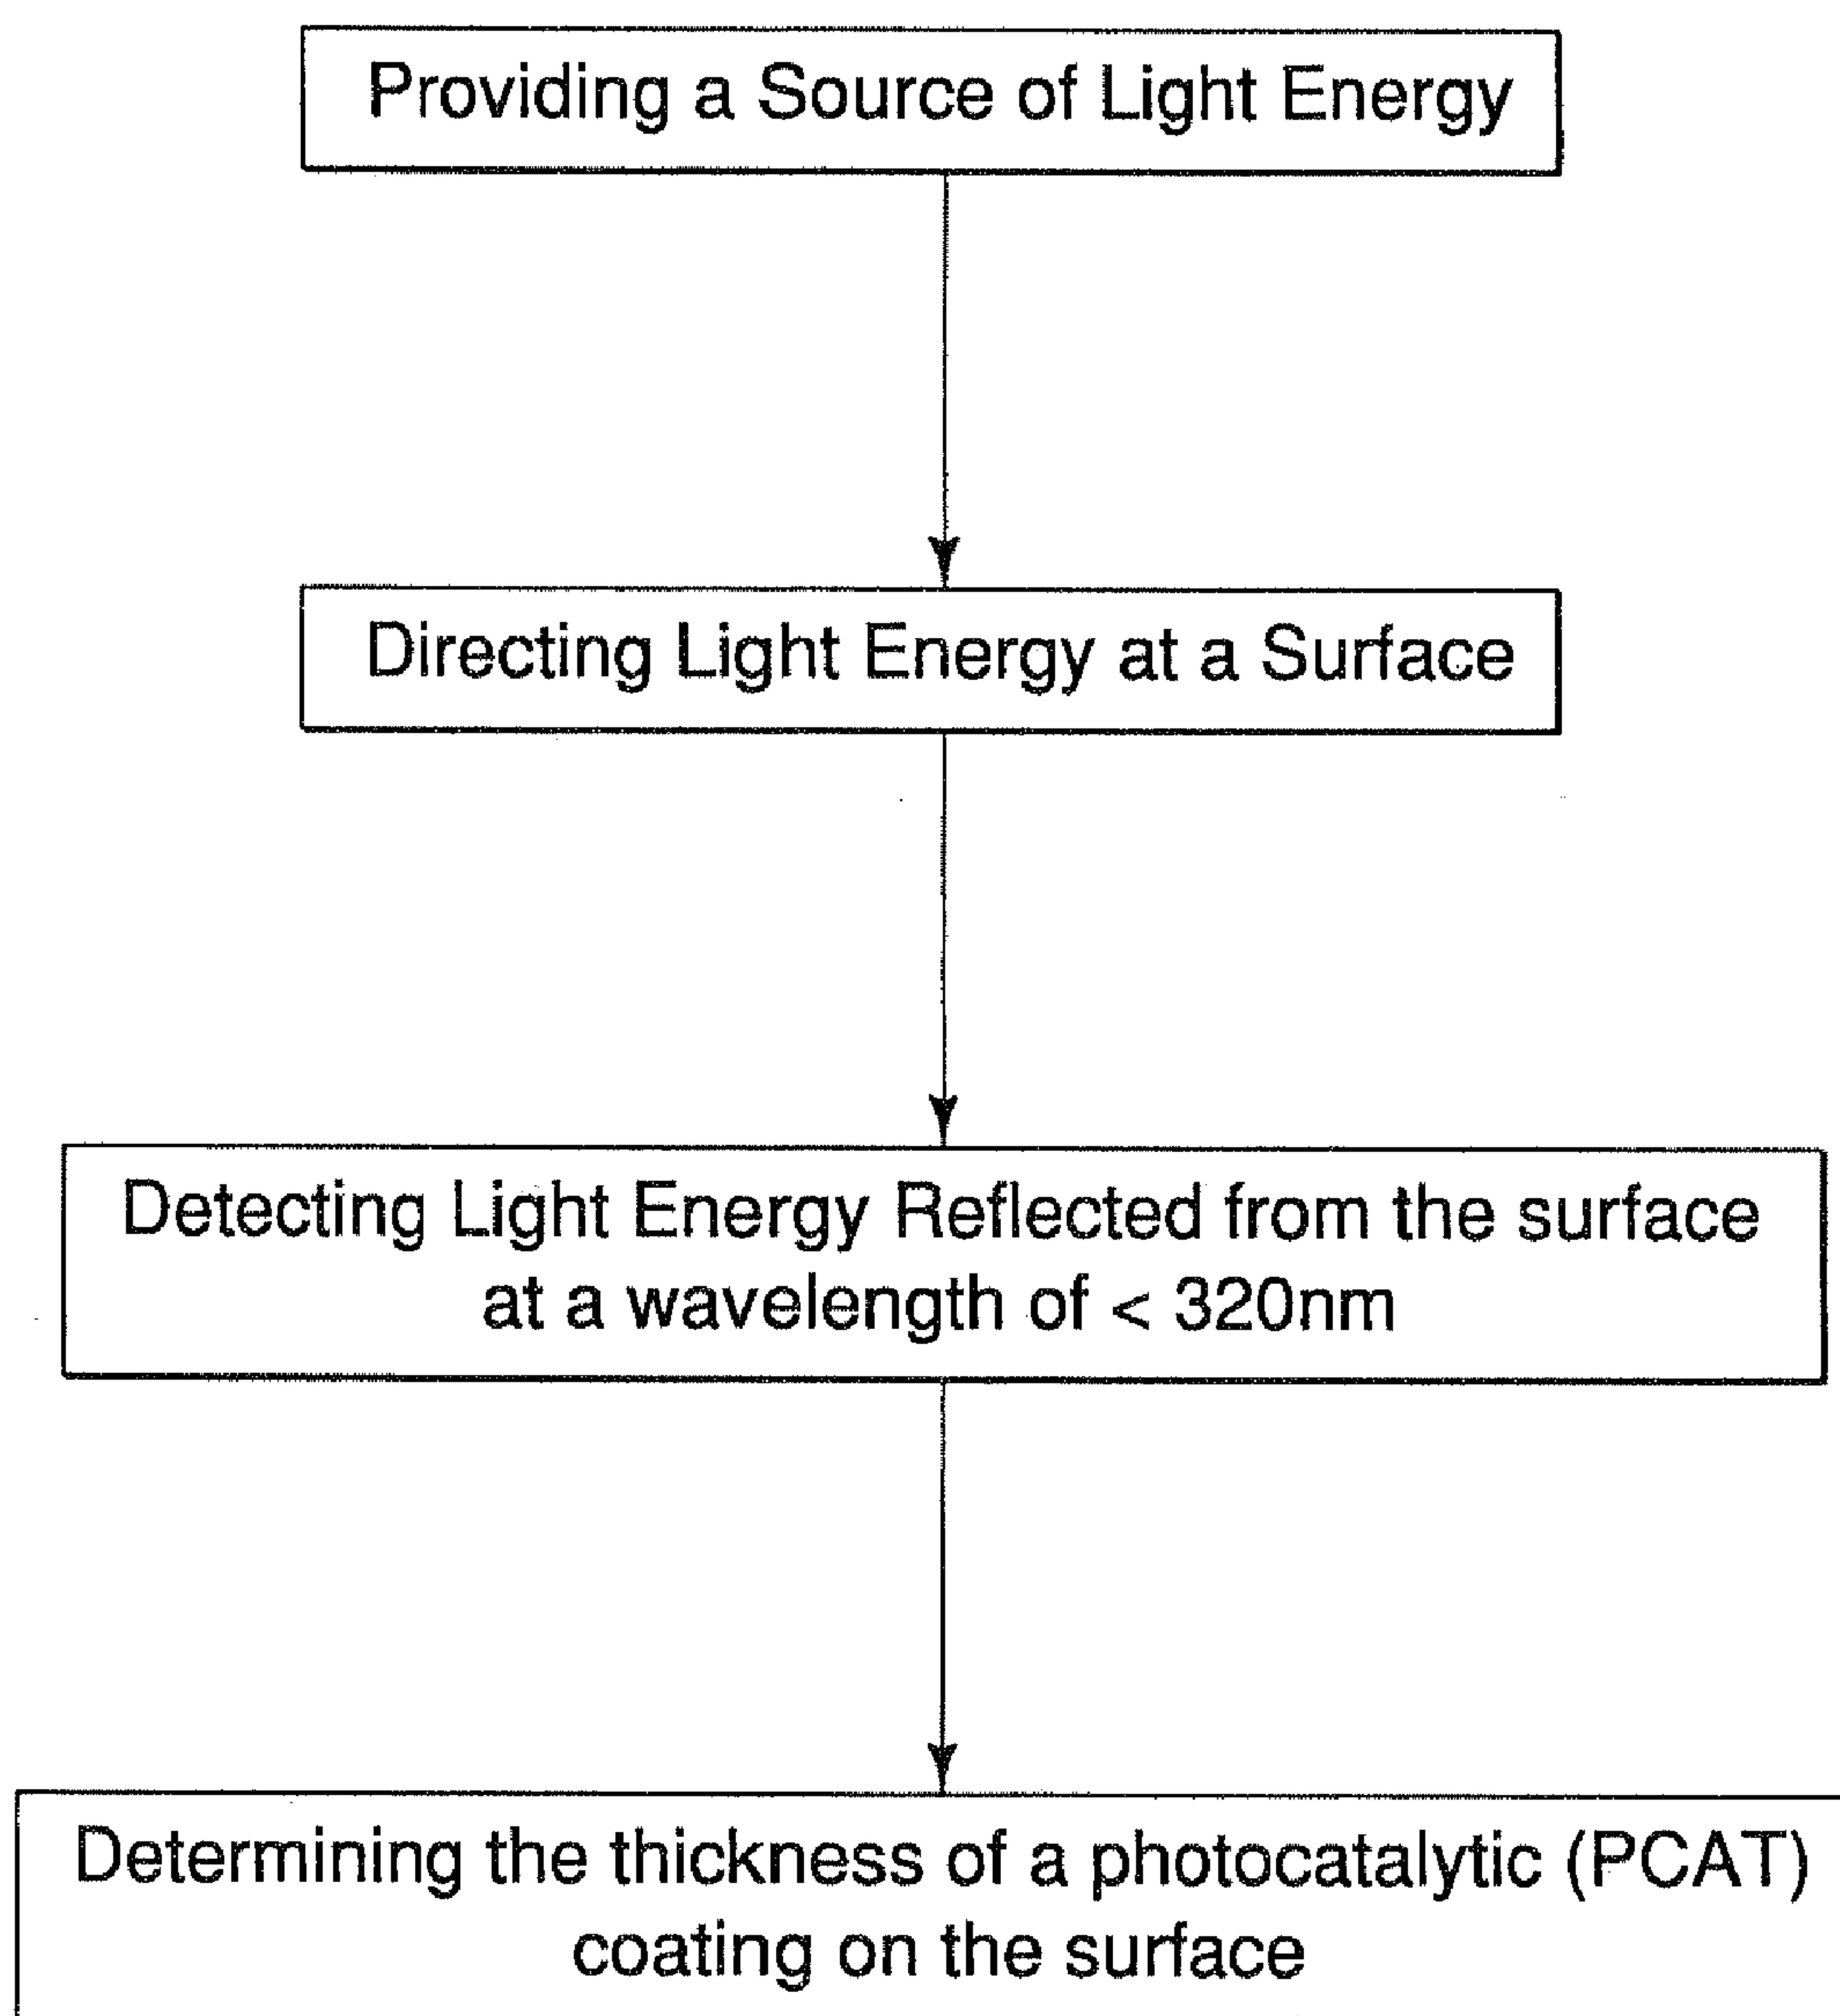 Providing a Source of Light Energy
Directing Light Energy at a Surface
Detecting Light Energy Reflected from the surface
at a wavelength of < 320nm
Determining the thickness of a photocatalytic (PCAT)
coating on the surface